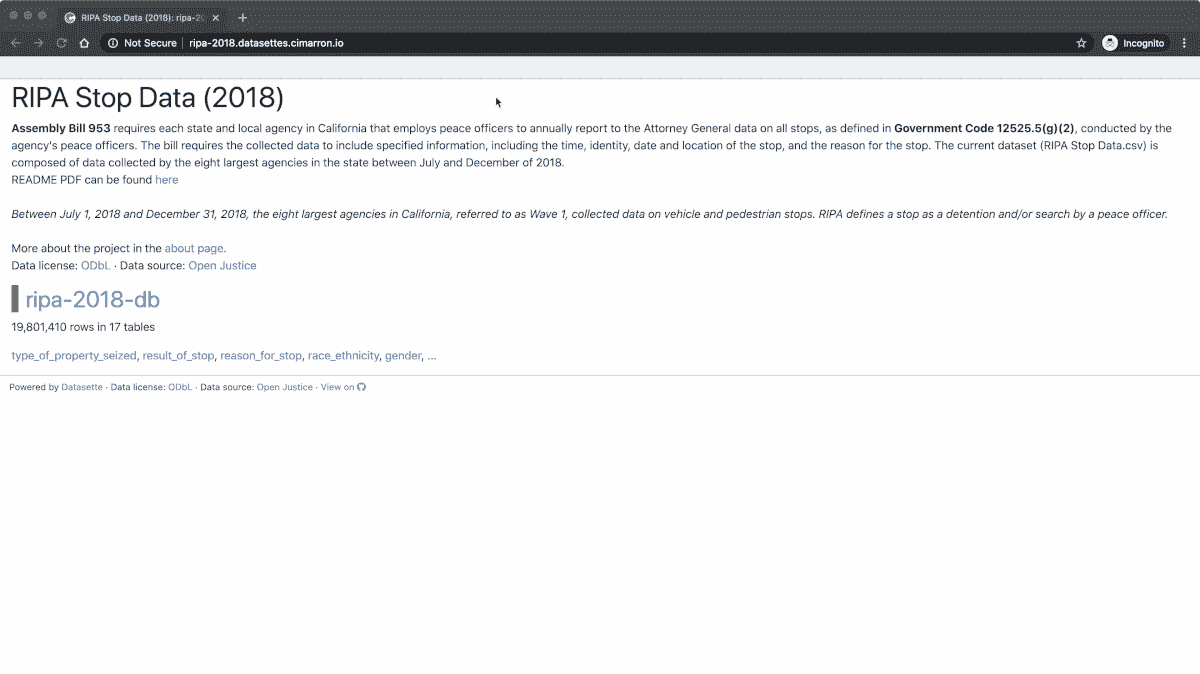 RIPA Stop Data (2018): ripa-20
Not Secure ripa-2018.datasettes.cimarron.io Incognito
RIPA Stop Data (2018)
Assembly Bill 953 requires each state and local agency in California that employs peace officers to annually report to the Attorney General data on all stops, as defined in Government Code 12525.5(g)(2), conducted by the
agency's peace officers. The bill requires the collected data to include specified information, including the time, identity, date and location of the stop, and the reason for the stop. The current dataset (RIPA Stop Data.csv) is
composed of data collected by the eight largest agencies in the state between July and December of 2018.
README PDF can be found here
Between July 1, 2018 and December 31, 2018, the eight largest agencies in California, referred to as Wave 1, collected data on vehicle and pedestrian stops. RIPA defines a stop as a detention and/or search by a peace officer.
More about the project in the about page.
Data license: ODbL · Data source: Open Justice
ripa-2018-db
19,801,410 rows in 17 tables
type_of_property_seized, result_of_stop, reason_for_stop, race_ethnicity, gender, ...
Powered by Datasette · Data license: ODbL · Data source: Open Justice · View on